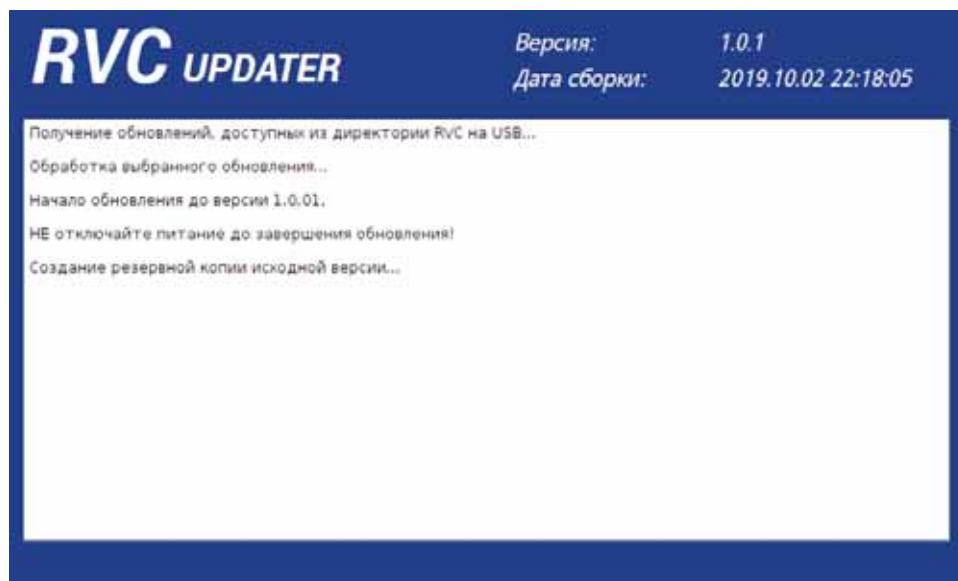 RVC UPDATER
Версия: 1.0.1
Дата сборки: 2019.10.02 22:18:05
Получение обновлений, доступных из директории RVC на USB...
Обработка выбранного обновления...
Начало обновления до версии 1.0.01.
НЕ отключайте питание до завершения обновления!
Создание резервной копии исходной версии...